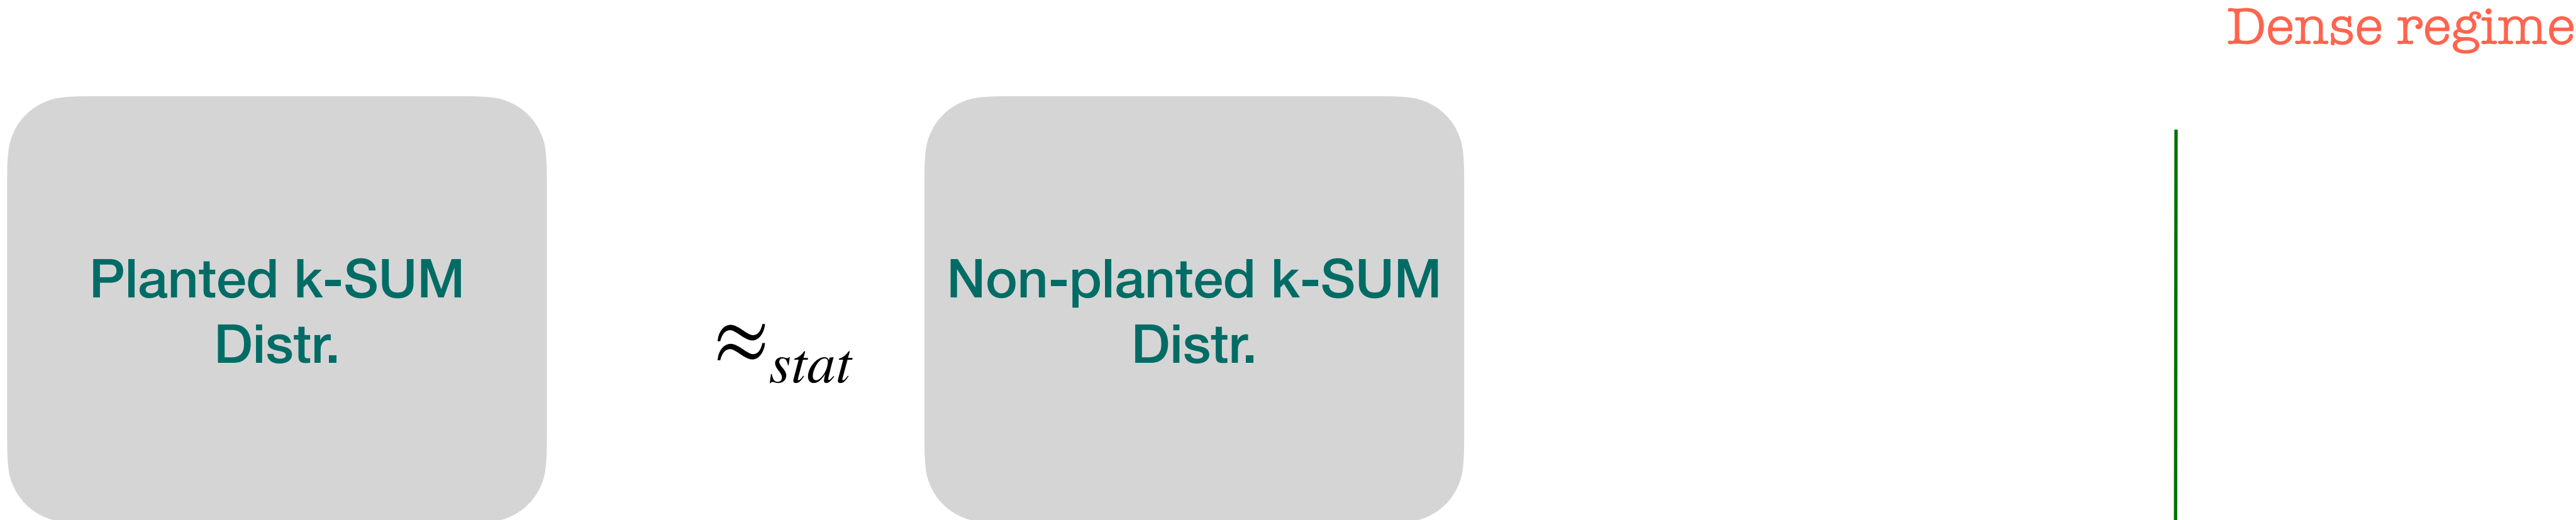 Dense regime
Planted k-SUM
Distr.
≈stat
Non-planted k-SUM
Distr.